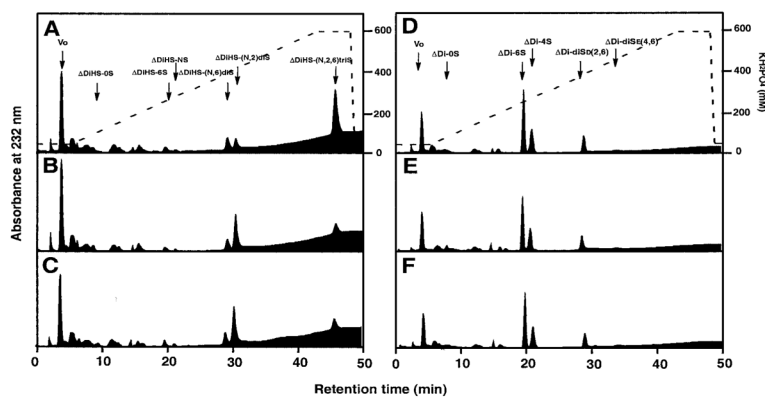 A
Vo
ΔDiHS-0S
ΔDiHS-NS
ΔDiHS-6S
ΔDiHS-(N,6)diS
ΔDiHS-(N,2)diS
ΔDiHS-(N,2,6)triS
600
400
200
0
D
Vo
ΔDi-0S
ΔDi-6S
ΔDi-4S
ΔDi-diSD(2,6)
ΔDi-diSE(4,6)
600
400
200
0
KH2PO4 (mM)
Absorbance at 232 nm
B
E
C
F
0 10 20 30 40 50
0 10 20 30 40 50
Retention time (min)